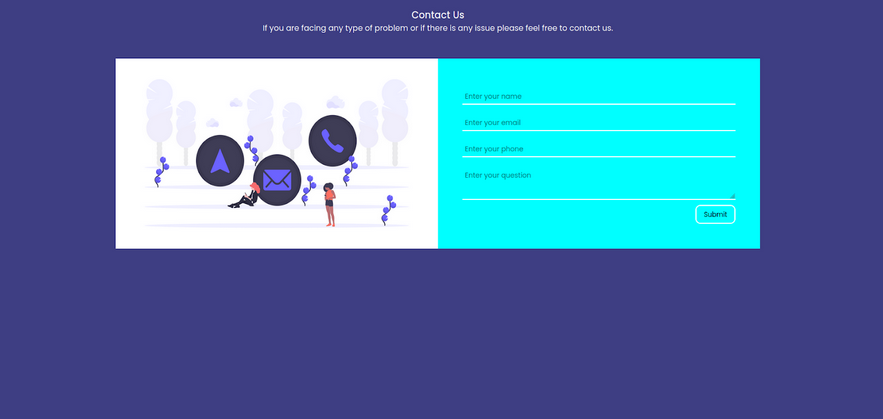 Contact Us
If you are facing any type of problem or if there is any Issue please feel free to contact us.
Enter your name
Enter your email
Enter your phone
Enter your question
Submit